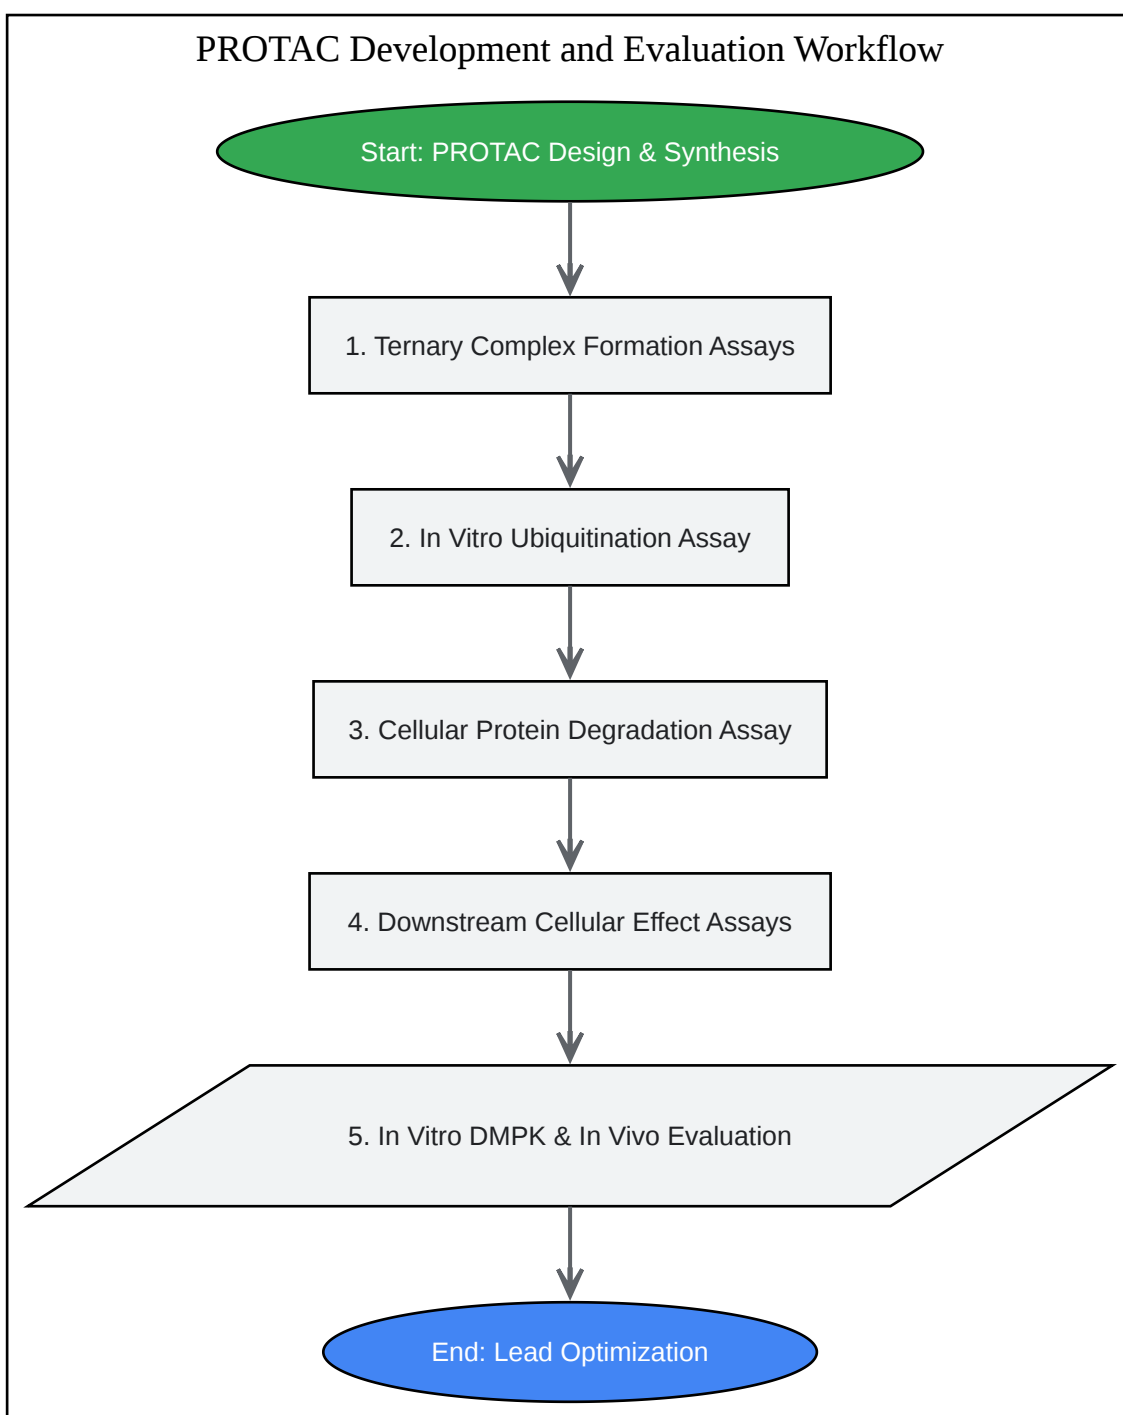 PROTAC Development and Evaluation Workflow
Start: PROTAC Design & Synthesis
1. Ternary Complex Formation Assays
2. In Vitro Ubiquitination Assay
3. Cellular Protein Degradation Assay
4. Downstream Cellular Effect Assays
5. In Vitro DMPK & In Vivo Evaluation
End: Lead Optimization